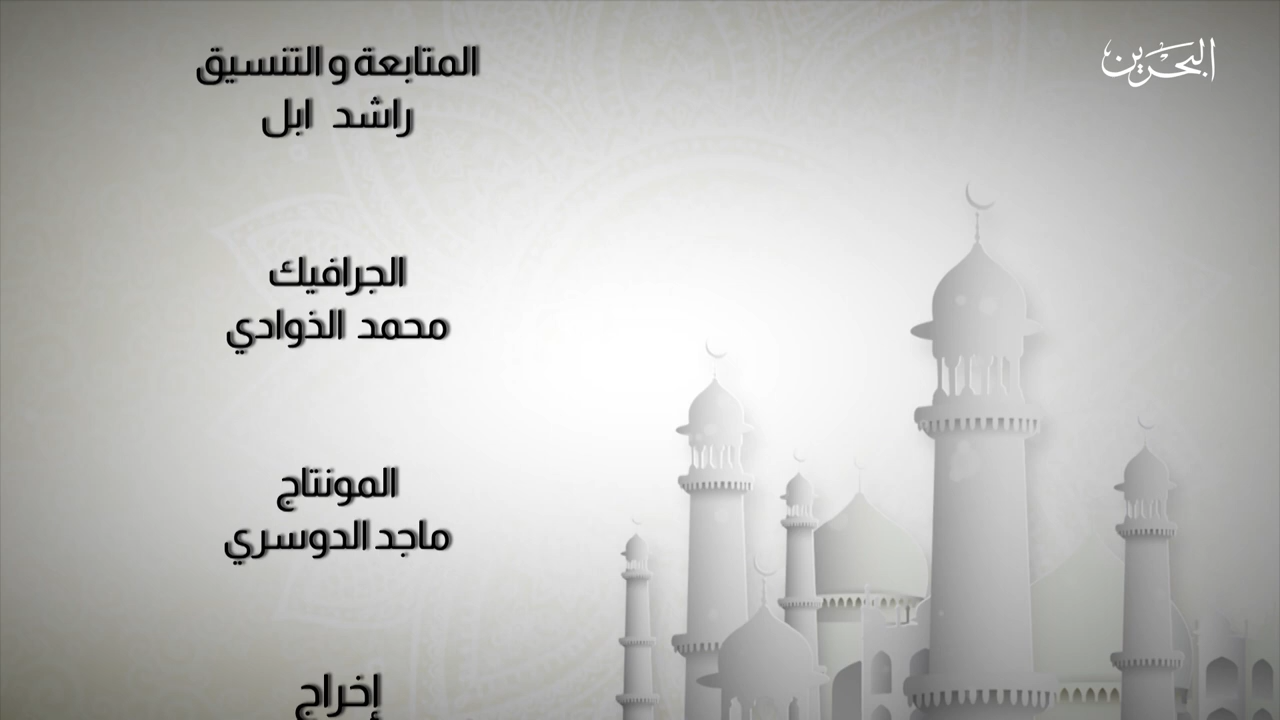 البحرين
المتابعة و التنسيق
راشد ابل
الجرافيك
محمد الذوادي
المونتاج
ماجد الدوسري
إخراج